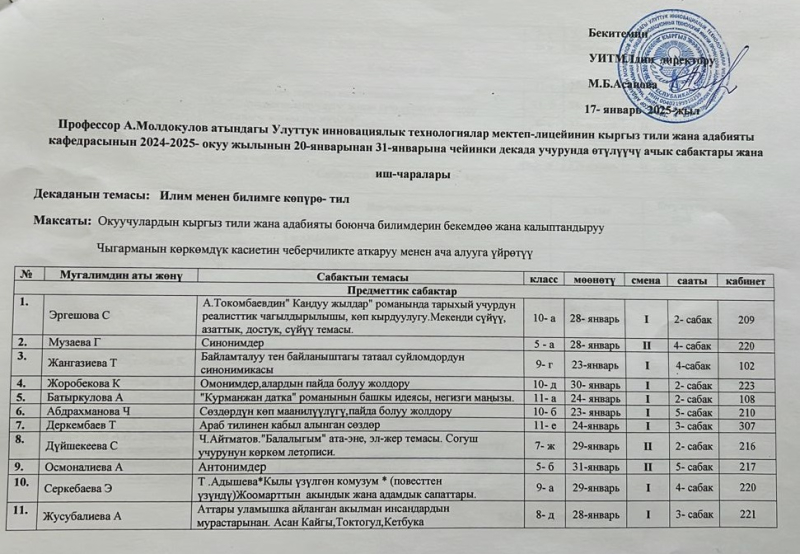 Бекитемин
УИТМЛдин директору
М.Б.Асанова
17- январь 2025-жыл
Профессор А.Молдокулов атындагы Улуттук инновациялык технологиялар мектеп-лицейинин кыргыз тили жана адабияты
кафедрасынын 2024-2025- окуу жылынын 20-январынан 31-январына чейинки декада учурунда өтүлүүчү ачык сабактары жана
иш-чаралары
Декаданын темасы: Илим менен билимге көпүрө- тил
Максаты: Окуучулардын кыргыз тили жана адабияты боюнча билимдерин бекемдөө жана калыптандыруу
Чыгарманын көркөмдүк касиетин чеберчиликте аткаруу менен ача алууга үйрөтүү
№ Мугалимдин аты жөнү Сабактын темасы класс мөөнөтү смена сааты кабинет
Предметтик сабактар
1. Эргешова С А.Токомбаевдин" Кандуу жылдар" романында тарыхый учурдун
реалисттик чагылдырылышы, көп кырдуулугу.Мекенди сүйүү,
азаттык, достук, сүйүү темасы. 10- а 28- январь I 2- сабак 209
2. Музаева Г Синонимдер 5 - а 28- январь II 4- сабак 220
3. Жангазиева Т Байламталуу тен байланыштагы татаал суйломдордун
синонимикасы 9- г 23-январь I 4-сабак 102
4. Жоробекова К Омонимдер,алардын пайда болуу жолдору 10- д 30- январь I 2- сабак 223
5. Батыркулова А "Курманжан датка" романынын башкы идеясы, негизги маңызы. 11- а 24- январь I 2- сабак 108
6. Абдрахманова Ч Сөздөрдүн көп маанилүүлүгү,пайда болуу жолдору 10- б 23- январь I 5- сабак 210
7. Деркембаев Т Араб тилинен кабыл алынган сөздөр 11- е 24-январь I 3- сабак 307
8. Дүйшекеева С Ч.Айтматов."Балалыгым" ата-эне, эл-жер темасы. Согуш
учурунун көркөм летописи. 7- ж 29-январь II 2- сабак 216
9. Осмоналиева А Антонимдер 5- б 31-январь II 5- сабак 217
10. Серкебаева Э Т .Адышева*Кылы үзүлгөн комузум * (повесттен
үзүндү)Жоомарттын акындык жана адамдык сапаттары. 9- а 29-январь I 4- сабак 220
11. Жусубалиева А Аттары уламышка айланган акылман инсандардын
мурастарынан. Асан Кайгы,Токтогул,Кетбука 8- д 28-январь I 3- сабак 221